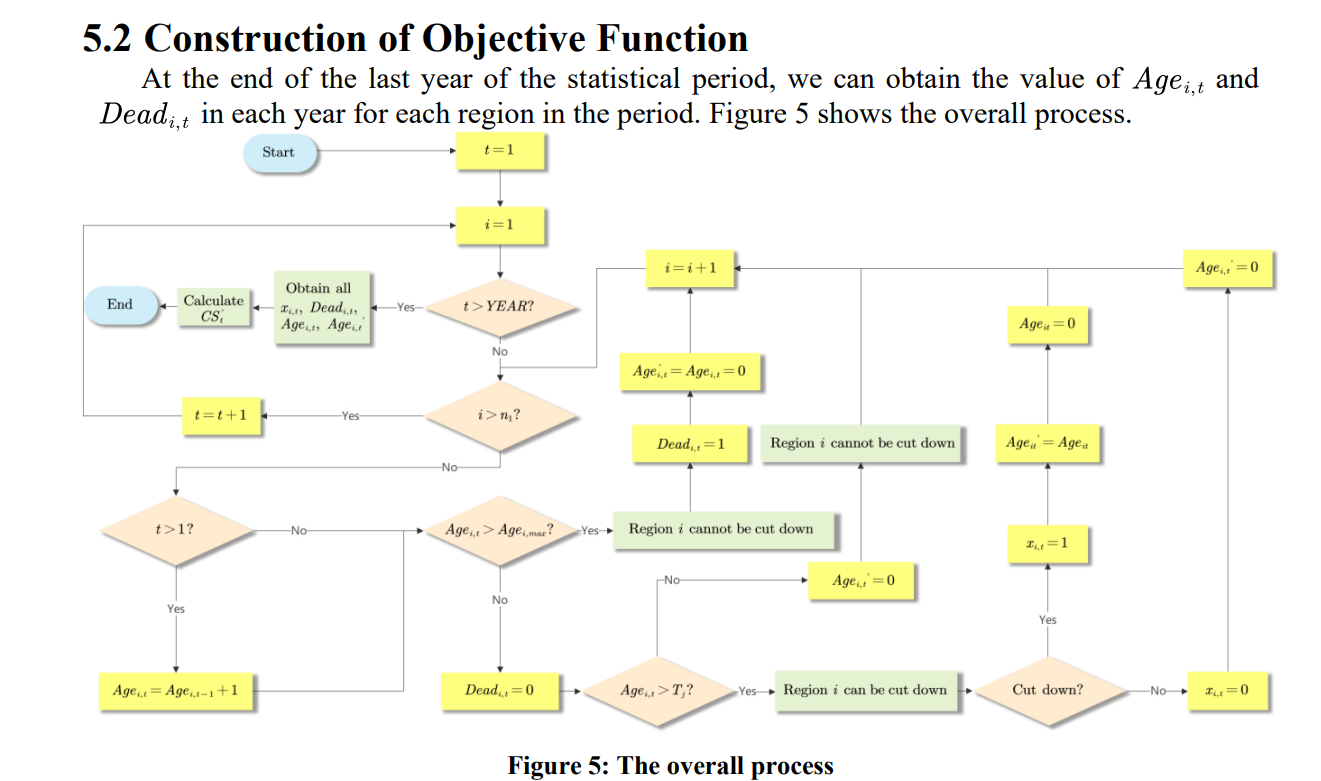 5.2 Construction of Objective Function
At the end of the last year of the statistical period, we can obtain the value of Age_{i,t} and
Dead_{i,t} in each year for each region in the period. Figure 5 shows the overall process.
Start
t=1
i=1
t>YEAR?
Yes
Obtain all
x_{i,t}, Dead_{i,t},
Age_{i,t}, Age_{i,t}'
Calculate
CS_i
End
No
i>n_j?
Yes
t=t+1
No
t>1?
No
Yes
Age_{i,t}=Age_{i,t-1}+1
Age_{i,t}>Age_{i,max}?
Yes
Region i cannot be cut down
Dead_{i,t}=1
Age_{i,t}'=Age_{i,t}=0
i=i+1
No
Dead_{i,t}=0
Age_{i,t}>T_j?
No
Age_{i,t}'=0
Region i cannot be cut down
Yes
Region i can be cut down
Cut down?
Yes
x_{i,t}=1
Age_{it}'=Age_{it}
Age_{it}=0
No
x_{i,t}=0
Age_{i,t}'=0
Figure 5: The overall process